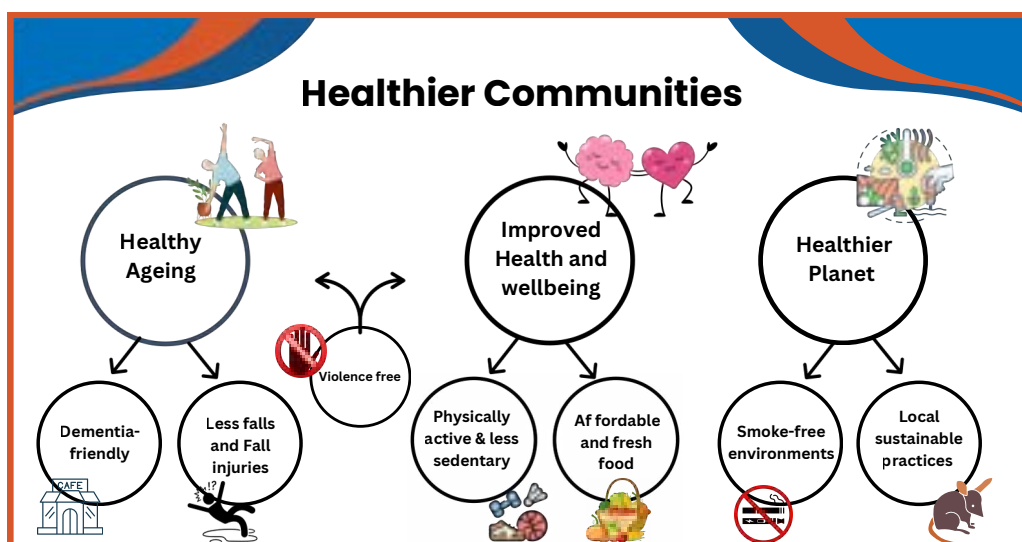 Healthier Communities
Healthy
Ageing
Improved
Health and
wellbeing
Healthier
Planet
Violence free
Dementia-
friendly
Less falls
and Fall
injuries
Physically
active & less
sedentary
Af fordable
and fresh
food
Smoke-free
environments
Local
sustainable
practices
CAFE
!?